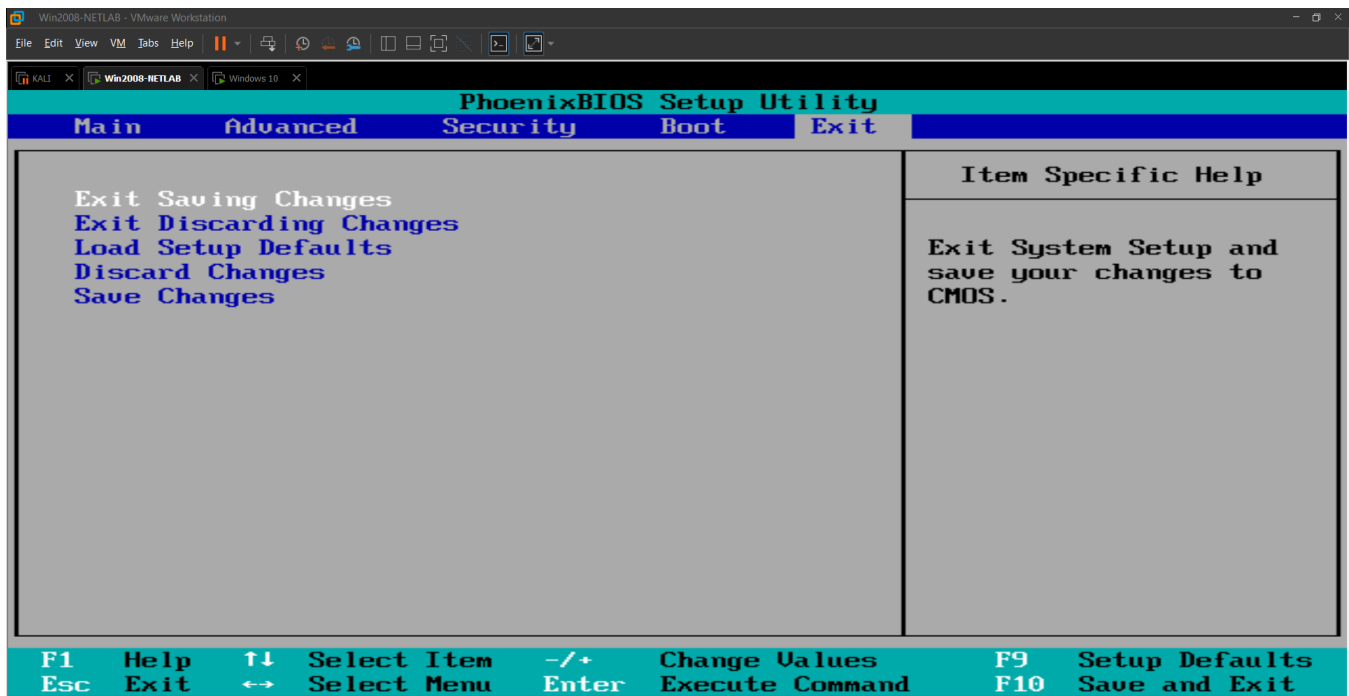 Win2008-NETLAB - VMware Workstation
File Edit View VM Tabs Help
KALI Win2008-NETLAB Windows 10
PhoenixBIOS Setup Utility
Main Advanced Security Boot Exit
Item Specific Help
Exit Saving Changes
Exit Discarding Changes
Load Setup Defaults
Discard Changes
Save Changes
Exit System Setup and
save your changes to
CMOS.
F1 Help ↑↓ Select Item -/+ Change Values F9 Setup Defaults
Esc Exit ↔ Select Menu Enter Execute Command F10 Save and Exit